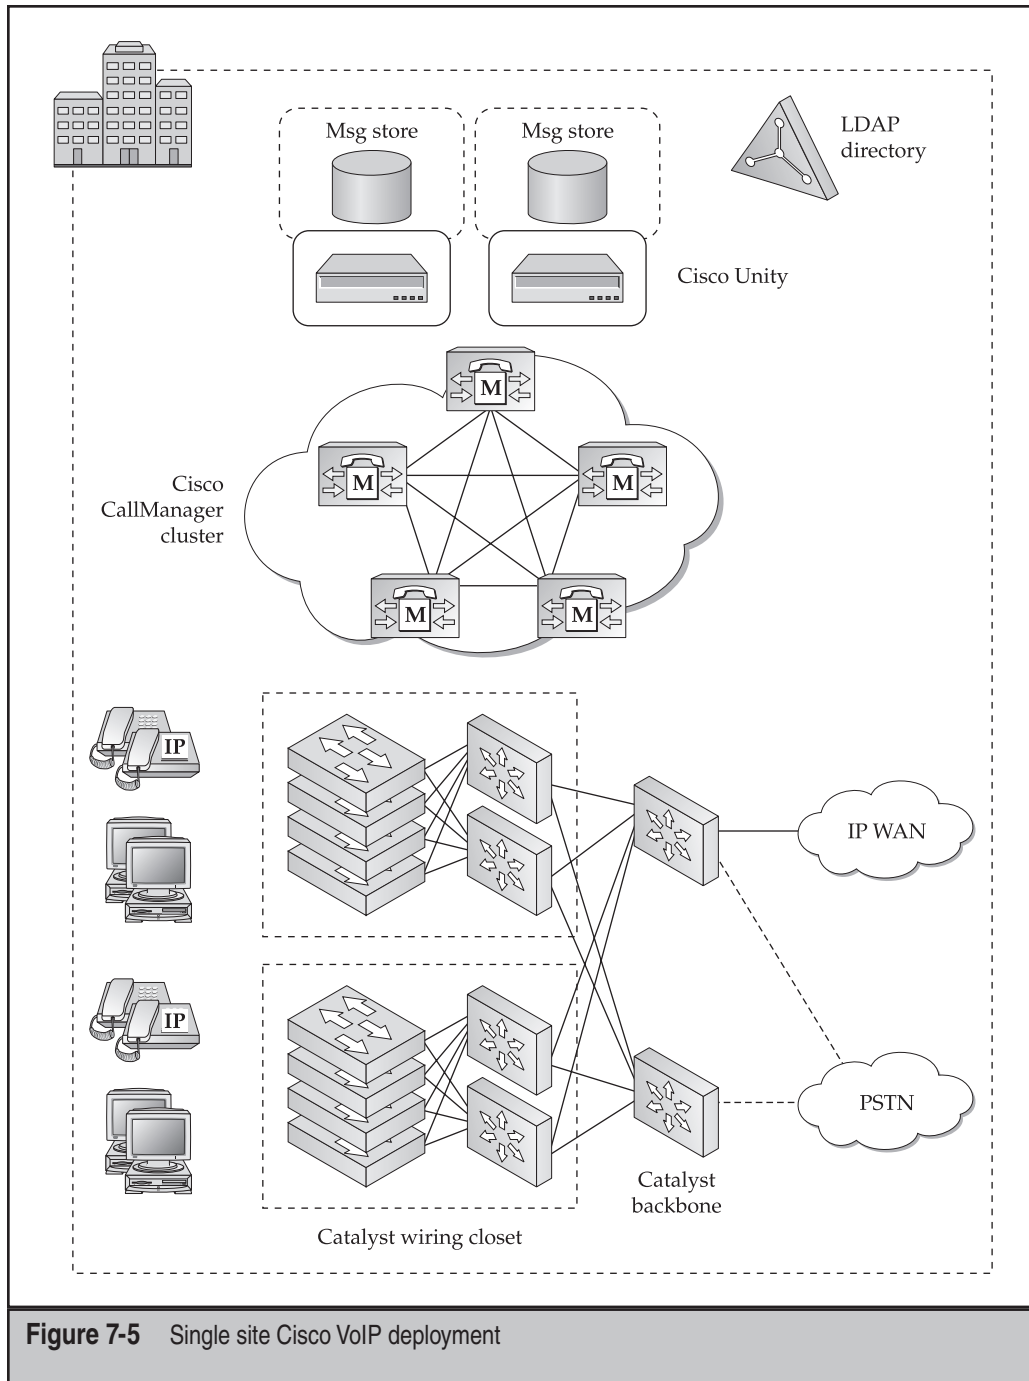 Msg store
Msg store
LDAP
directory
Cisco Unity
M
M
M
Cisco
CallManager
cluster
M
M
IP
IP WAN
IP
PSTN
Catalyst
backbone
Catalyst wiring closet
Figure 7-5 Single site Cisco VoIP deployment